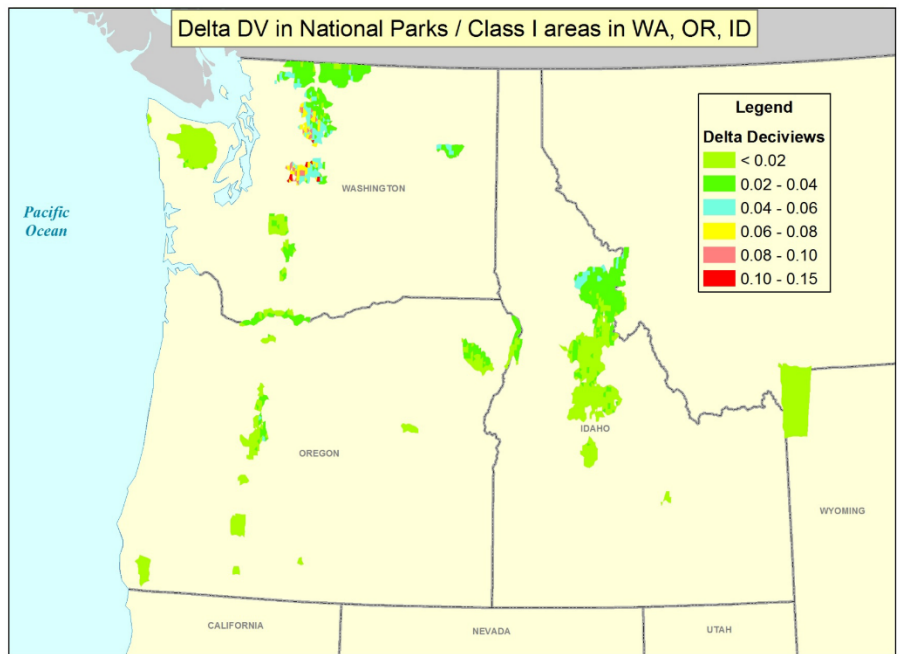 Delta DV in National Parks / Class I areas in WA, OR, ID
Legend
Delta Deciviews
< 0.02
0.02 - 0.04
0.04 - 0.06
0.06 - 0.08
0.08 - 0.10
0.10 - 0.15
WASHINGTON
Pacific
Ocean
IDAHO
OREGON
WYOMING
CALIFORNIA
NEVADA
UTAH